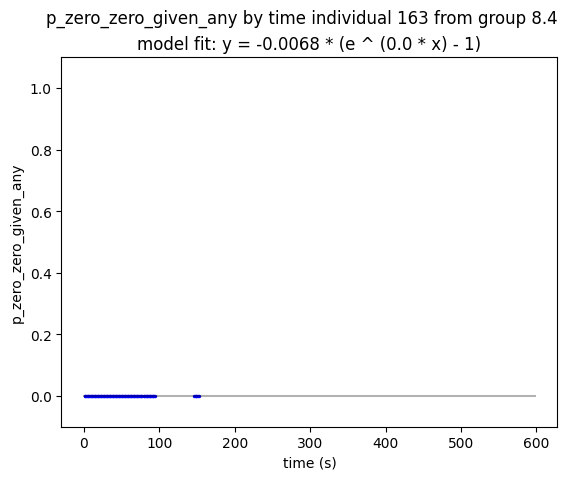 p_zero_zero_given_any by time individual 163 from group 8.4
model fit: y = -0.0068 * (e ^ (0.0 * x) - 1)
1.0
0.8
0.6
0.4
0.2
0.0
p_zero_zero_given_any
0 100 200 300 400 500 600
time (s)